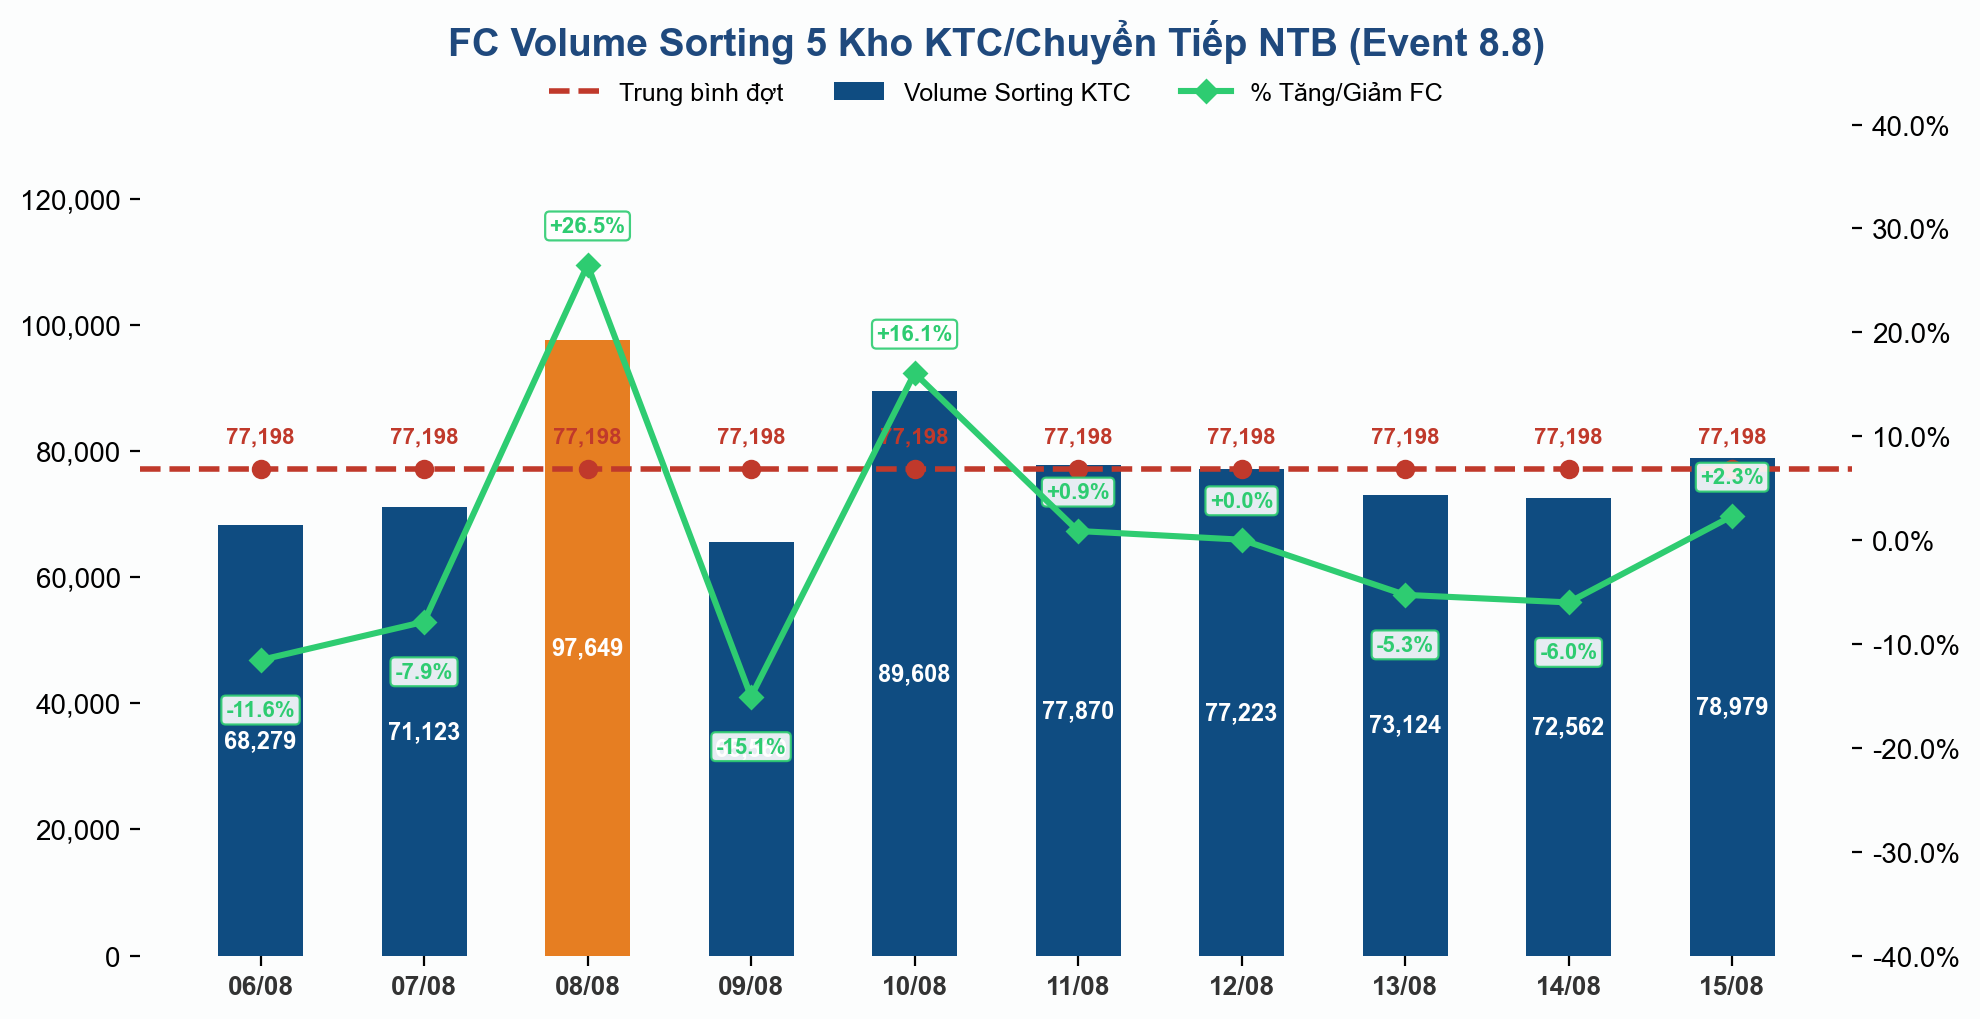 FC Volume Sorting 5 Kho KTC/Chuyển Tiếp NTB (Event 8.8)
Trung bình đợt
Volume Sorting KTC
% Tăng/Giảm FC
40.0%
120,000
+26.5%
30.0%
100,000
+16.1%
20.0%
77,198 77,198 77,198 77,198 77,198 77,198 77,198 77,198 77,198 77,198
80,000
10.0%
+0.9% +0.0% +2.3%
60,000
0.0%
-7.9% 97,649 89,608 -5.3% -6.0%
-10.0%
40,000
-11.6% 77,870 77,223 78,979
68,279 71,123 -15.1% 73,124 72,562
-20.0%
20,000
-30.0%
0
-40.0%
06/08 07/08 08/08 09/08 10/08 11/08 12/08 13/08 14/08 15/08